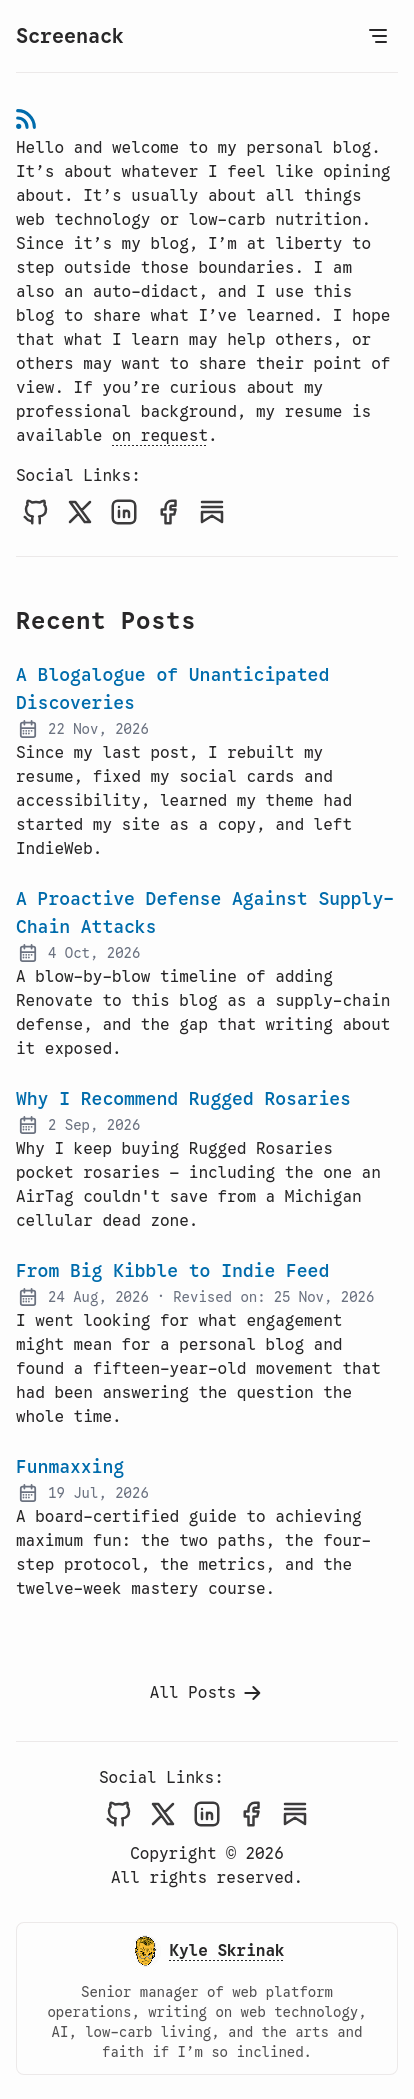 Screenack
Hello and welcome to my personal blog.
It’s about whatever I feel like opining
about. It’s usually about all things
web technology or low-carb nutrition.
Since it’s my blog, I’m at liberty to
step outside those boundaries. I am
also an auto-didact, and I use this
blog to share what I’ve learned. I hope
that what I learn may help others, or
others may want to share their point of
view. If you’re curious about my
professional background, my resume is
available on request.
Social Links:
Recent Posts
A Blogalogue of Unanticipated
Discoveries
22 Nov, 2026
Since my last post, I rebuilt my
resume, fixed my social cards and
accessibility, learned my theme had
started my site as a copy, and left
IndieWeb.
A Proactive Defense Against Supply-
Chain Attacks
4 Oct, 2026
A blow-by-blow timeline of adding
Renovate to this blog as a supply-chain
defense, and the gap that writing about
it exposed.
Why I Recommend Rugged Rosaries
2 Sep, 2026
Why I keep buying Rugged Rosaries
pocket rosaries — including the one an
AirTag couldn't save from a Michigan
cellular dead zone.
From Big Kibble to Indie Feed
24 Aug, 2026 · Revised on: 25 Nov, 2026
I went looking for what engagement
might mean for a personal blog and
found a fifteen-year-old movement that
had been answering the question the
whole time.
Funmaxxing
19 Jul, 2026
A board-certified guide to achieving
maximum fun: the two paths, the four-
step protocol, the metrics, and the
twelve-week mastery course.
All Posts
Social Links:
Copyright © 2026
All rights reserved.
Kyle Skrinak
Senior manager of web platform
operations, writing on web technology,
AI, low-carb living, and the arts and
faith if I’m so inclined.